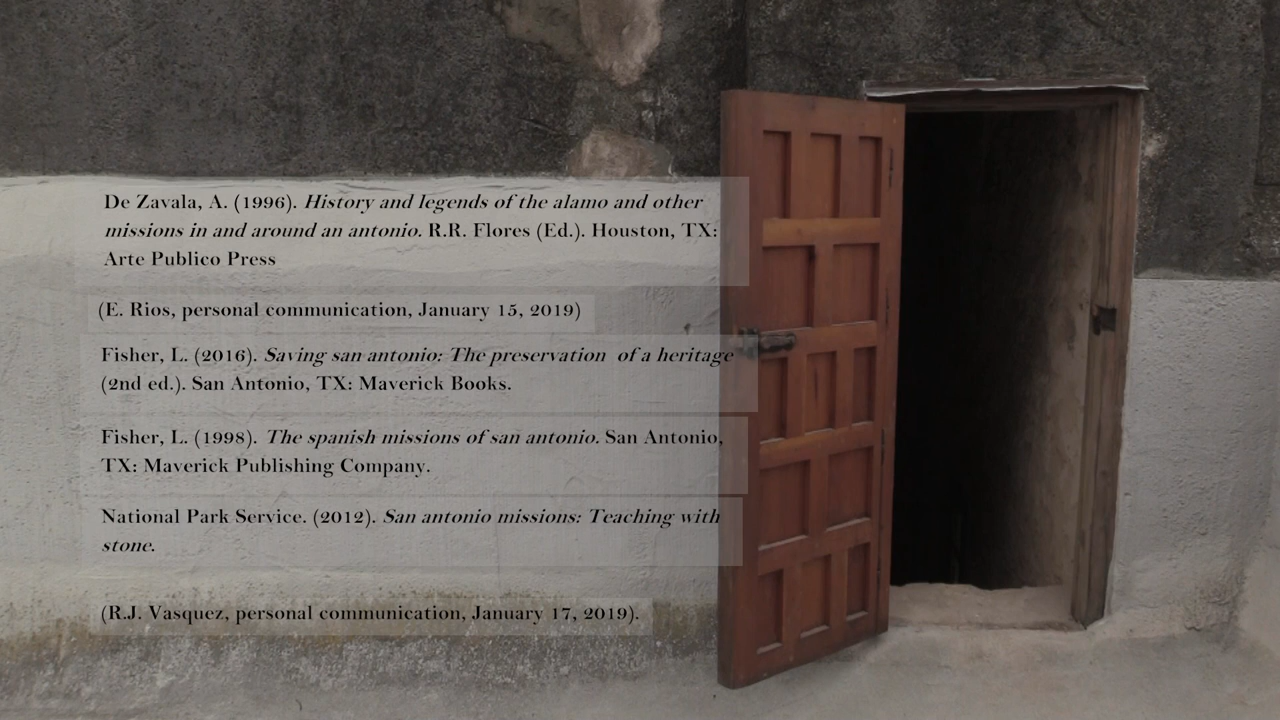 De Zavala, A. (1996). History and legends of the alamo and other
missions in and around an antonio. R.R. Flores (Ed.). Houston, TX:
Arte Publico Press
(E. Rios, personal communication, January 15, 2019)
Fisher, L. (2016). Saving san antonio: The preservation of a heritage
(2nd ed.). San Antonio, TX: Maverick Books.
Fisher, L. (1998). The spanish missions of san antonio. San Antonio,
TX: Maverick Publishing Company.
National Park Service. (2012). San antonio missions: Teaching with
stone.
(R.J. Vasquez, personal communication, January 17, 2019).